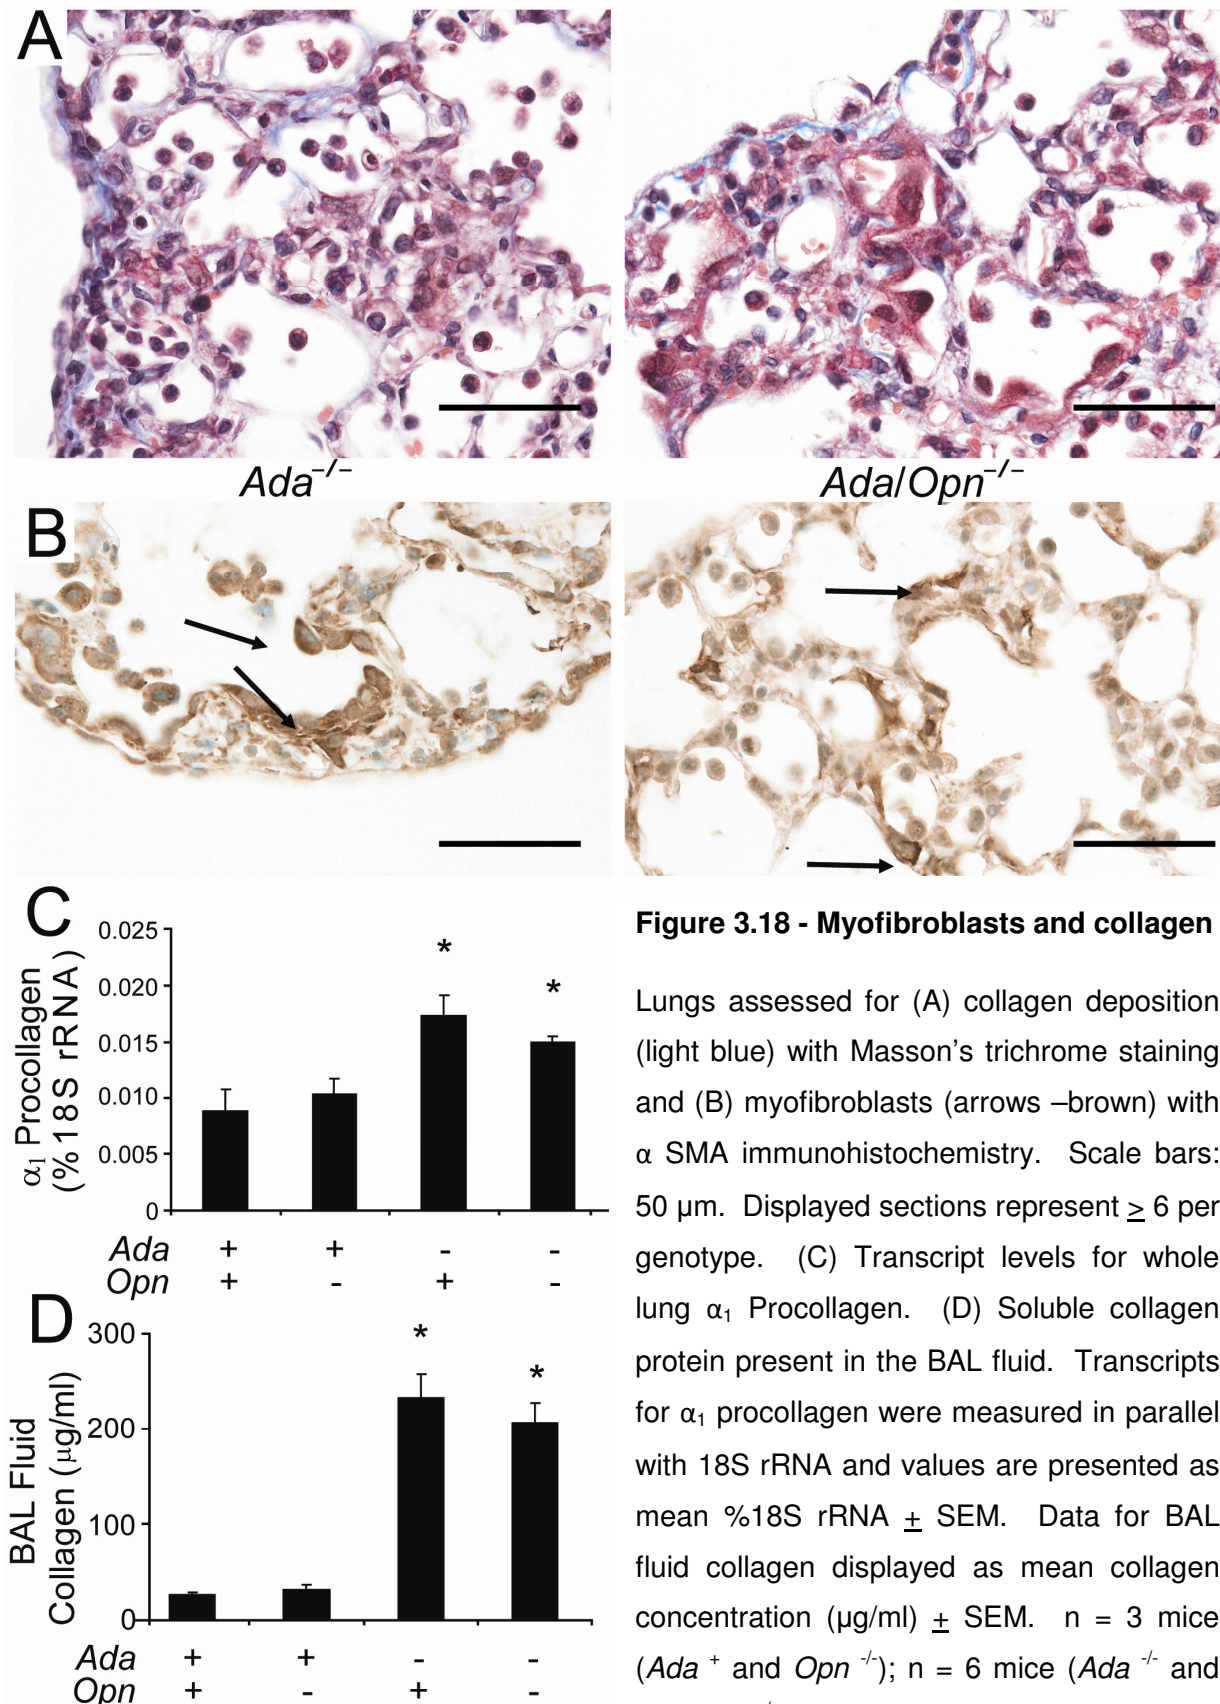 A
Ada−/−
Ada/Opn−/−
B
C
α1 Procollagen
(%18S rRNA)
0.025
0.020
0.015
0.010
0.005
0
*
*
Ada + + - -
Opn + - + -
D
BAL Fluid
Collagen (μg/ml)
300
200
100
0
*
*
Ada + + - -
Opn + - + -
Figure 3.18 - Myofibroblasts and collagen
Lungs assessed for (A) collagen deposition
(light blue) with Masson’s trichrome staining
and (B) myofibroblasts (arrows –brown) with
α SMA immunohistochemistry. Scale bars:
50 μm. Displayed sections represent ≥ 6 per
genotype. (C) Transcript levels for whole
lung α1 Procollagen. (D) Soluble collagen
protein present in the BAL fluid. Transcripts
for α1 procollagen were measured in parallel
with 18S rRNA and values are presented as
mean %18S rRNA ± SEM. Data for BAL
fluid collagen displayed as mean collagen
concentration (μg/ml) ± SEM. n = 3 mice
(Ada + and Opn -/-); n = 6 mice (Ada -/- and